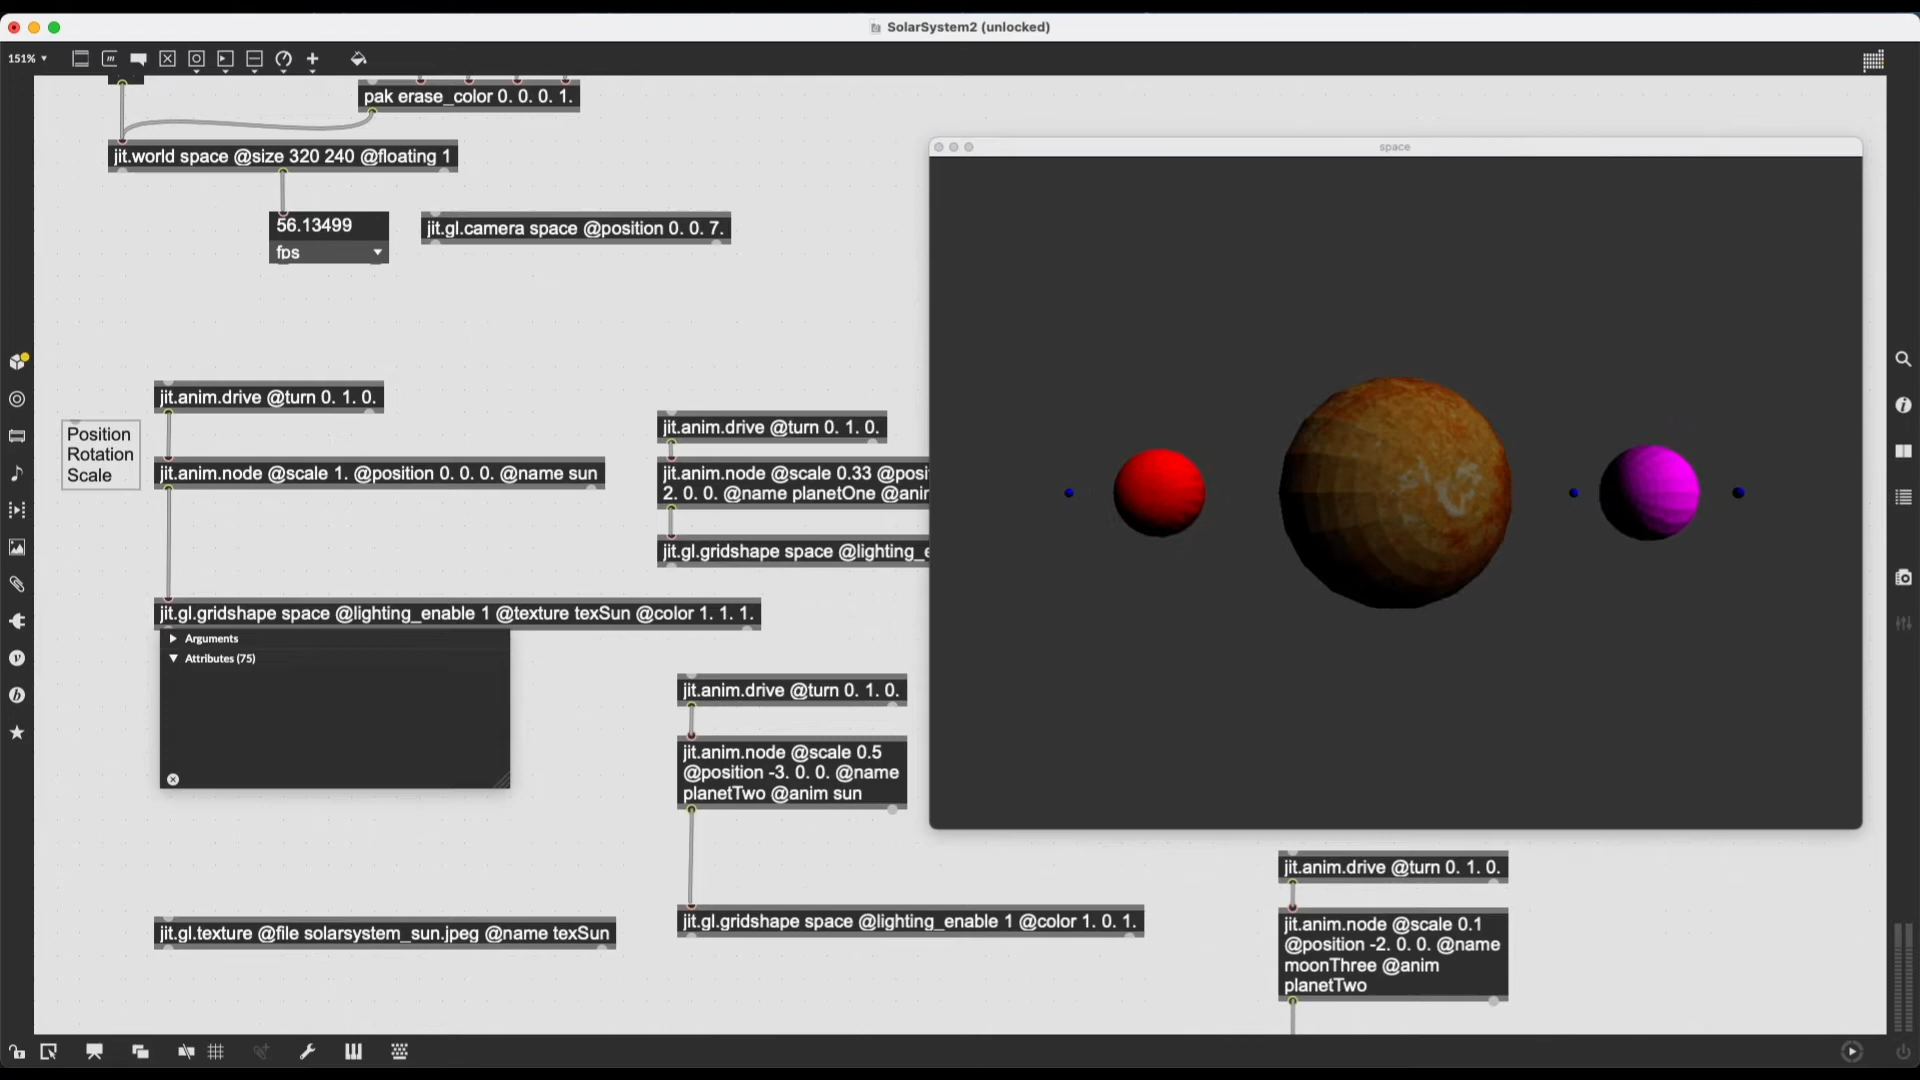 SolarSystem2 (unlocked)
151%
pak erase_color 0. 0. 0. 1.
jit.world space @size 320 240 @floating 1
space
56.13499
fps
jit.gl.camera space @position 0. 0. 7.
jit.anim.drive @turn 0. 1. 0.
Position
Rotation
Scale
jit.anim.node @scale 1. @position 0. 0. 0. @name sun
jit.anim.drive @turn 0. 1. 0.
jit.anim.node @scale 0.33 @posi
2. 0. 0. @name planetOne @anim
jit.gl.gridshape space @lighting_e
jit.gl.gridshape space @lighting_enable 1 @texture texSun @color 1. 1. 1.
Arguments
Attributes (75)
jit.anim.drive @turn 0. 1. 0.
jit.anim.node @scale 0.5
@position -3. 0. 0. @name
planetTwo @anim sun
jit.gl.gridshape space @lighting_enable 1 @color 1. 0. 1.
jit.gl.texture @file solarsystem_sun.jpeg @name texSun
jit.anim.drive @turn 0. 1. 0.
jit.anim.node @scale 0.1
@position -2. 0. 0. @name
moonThree @anim
planetTwo